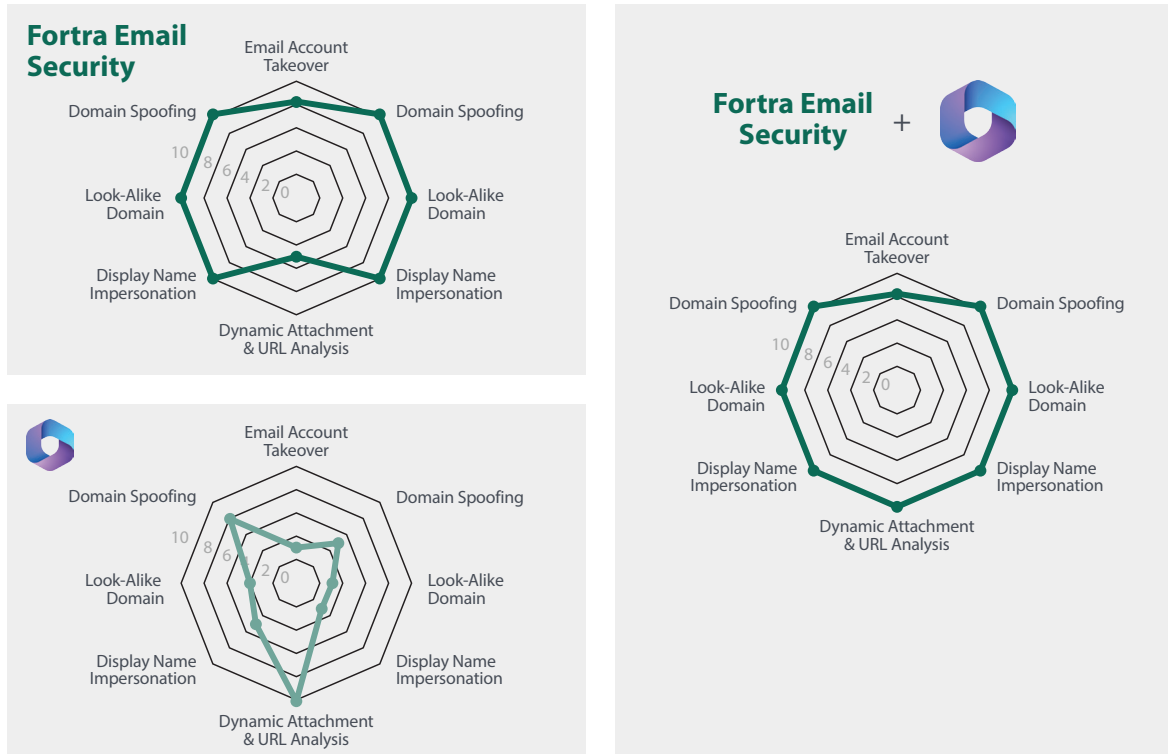 Fortra Email
Security
Email Account
Takeover
Domain Spoofing
Domain Spoofing
10
8
6
4
2
0
Look-Alike
Domain
Look-Alike
Domain
Display Name
Impersonation
Display Name
Impersonation
Dynamic Attachment
& URL Analysis
Email Account
Takeover
Domain Spoofing
Domain Spoofing
10
8
6
4
2
0
Look-Alike
Domain
Look-Alike
Domain
Display Name
Impersonation
Display Name
Impersonation
Dynamic Attachment
& URL Analysis
Fortra Email
Security
+
Email Account
Takeover
Domain Spoofing
Domain Spoofing
10
8
6
4
2
0
Look-Alike
Domain
Look-Alike
Domain
Display Name
Impersonation
Display Name
Impersonation
Dynamic Attachment
& URL Analysis